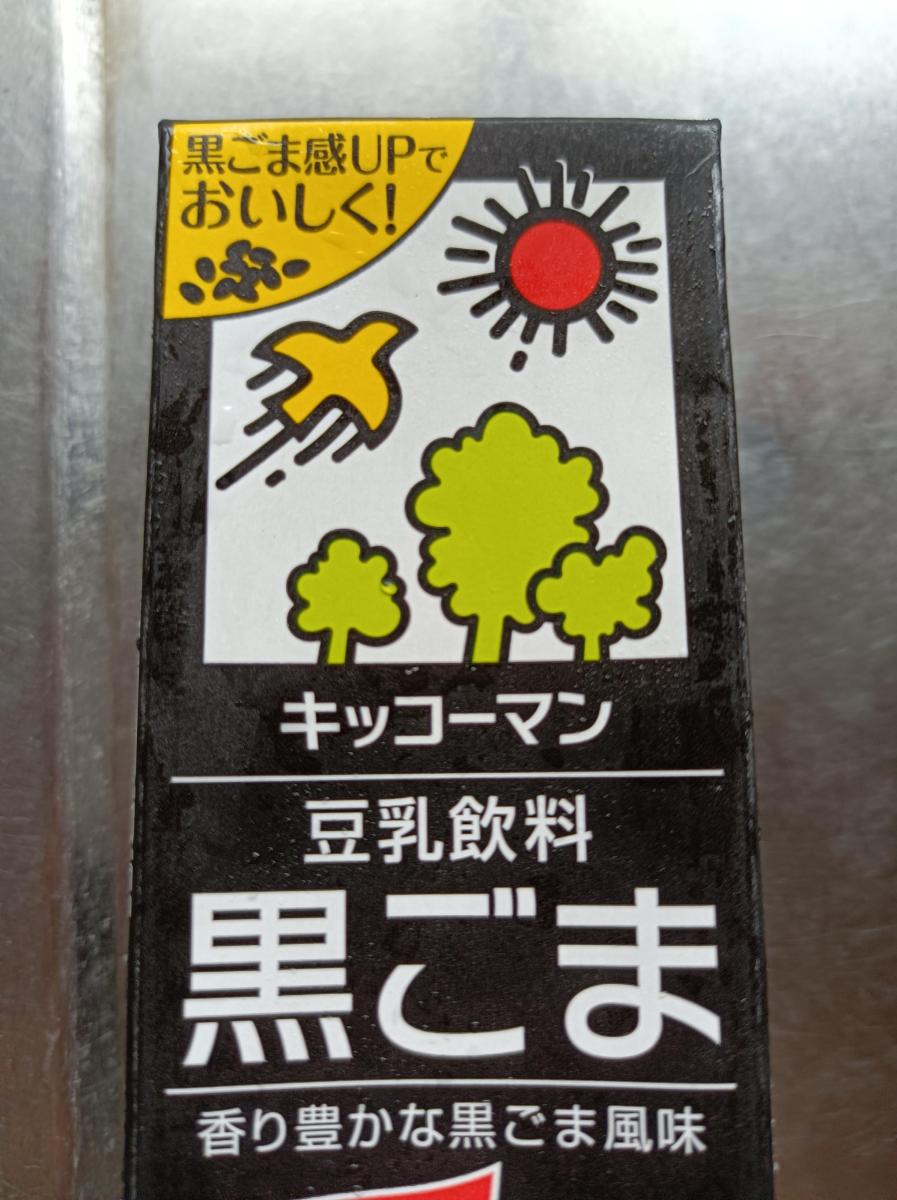 黒ごま感UPで
おいしく!
キッコーマン
豆乳飲料
黒ごま
香り豊かな黒ごま風味